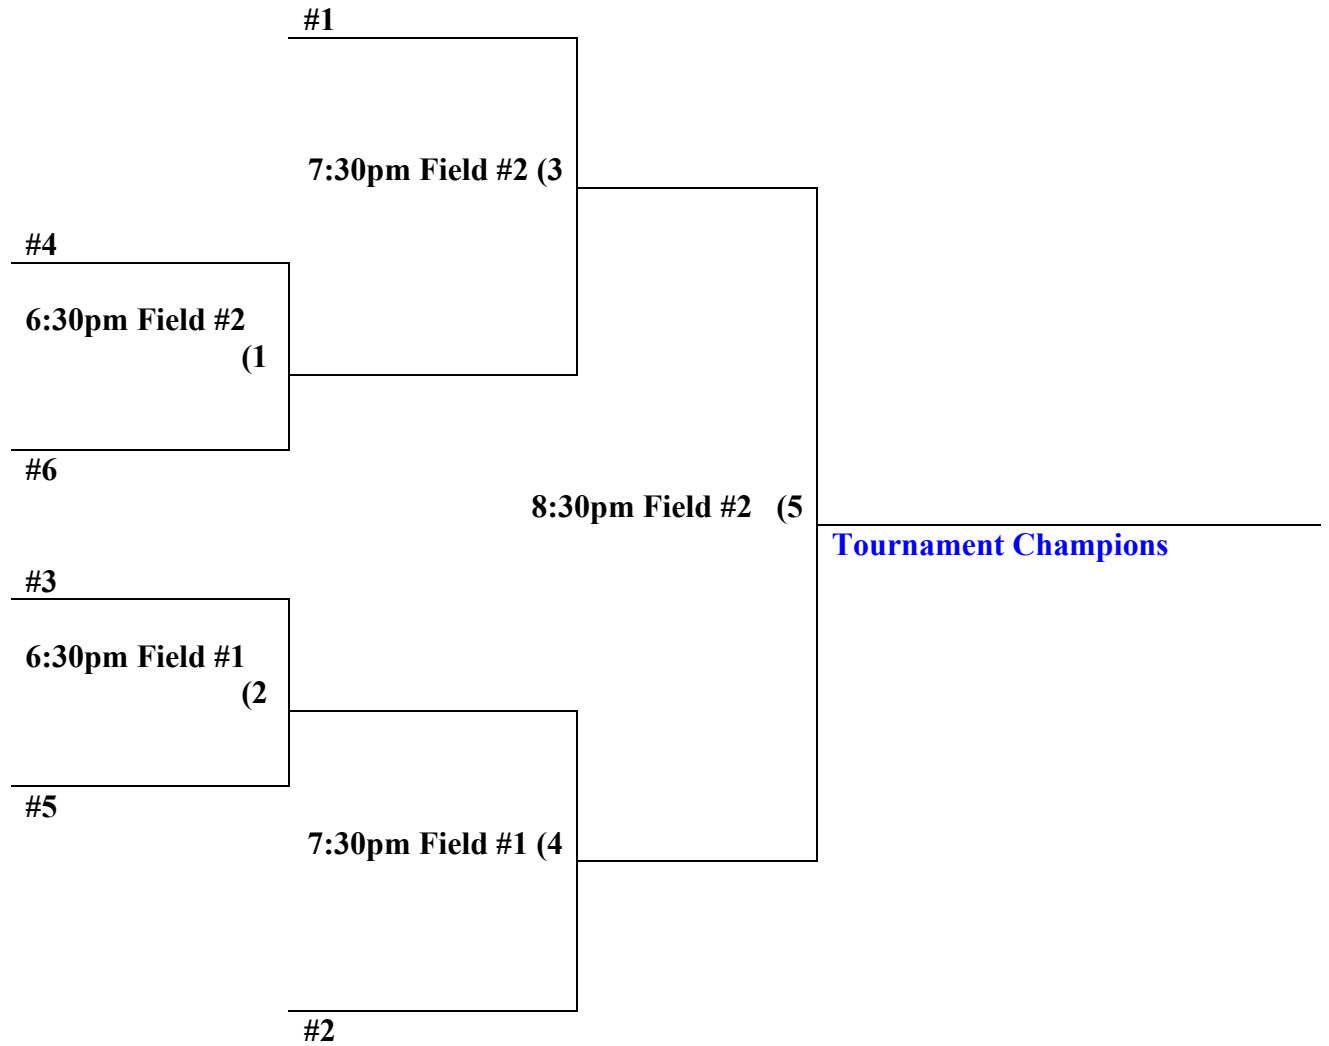 #1
7:30pm Field #2 (3
#4
6:30pm Field #2
(1
#6
8:30pm Field #2 (5
Tournament Champions
#3
6:30pm Field #1
(2
#5
7:30pm Field #1 (4
#2